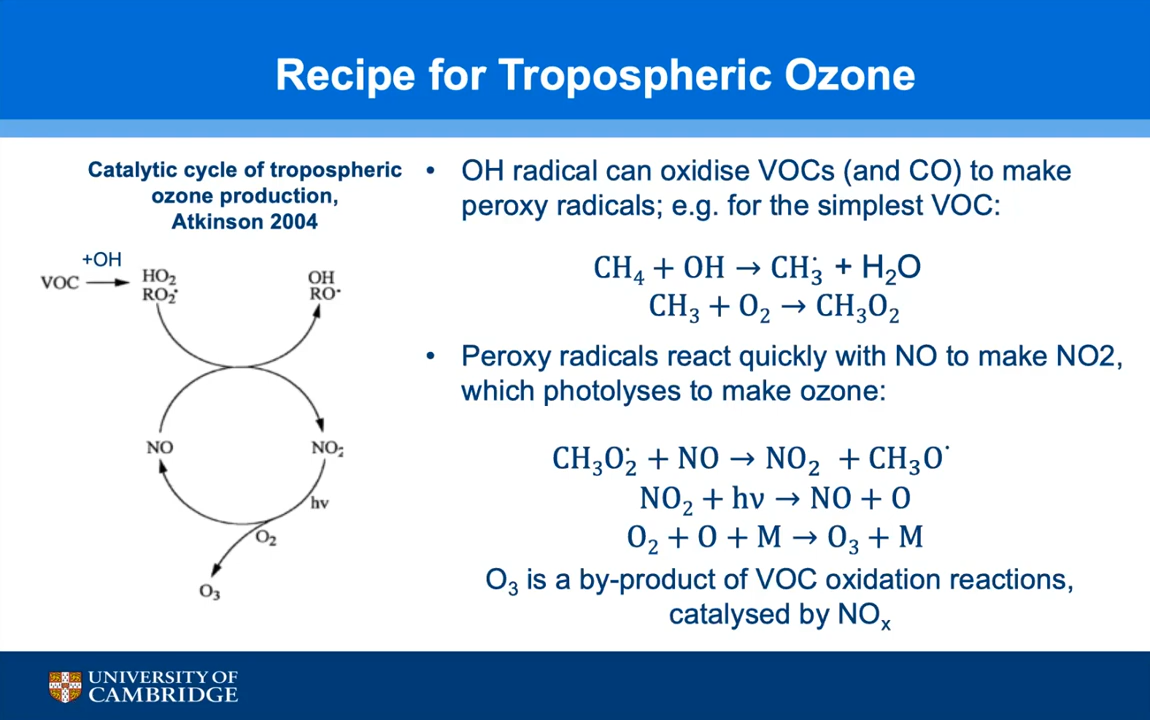 Recipe for Tropospheric Ozone
Catalytic cycle of tropospheric
ozone production,
Atkinson 2004
+OH
VOC
HO₂
RO₂˙
OH
RO˙
NO
NO₂
hν
O₂
O₃
• OH radical can oxidise VOCs (and CO) to make
peroxy radicals; e.g. for the simplest VOC:
CH₄ + OH → CH₃˙ + H₂O
CH₃ + O₂ → CH₃O₂
• Peroxy radicals react quickly with NO to make NO2,
which photolyses to make ozone:
CH₃O₂˙ + NO → NO₂ + CH₃O˙
NO₂ + hν → NO + O
O₂ + O + M → O₃ + M
O₃ is a by-product of VOC oxidation reactions,
catalysed by NOₓ
UNIVERSITY OF
CAMBRIDGE